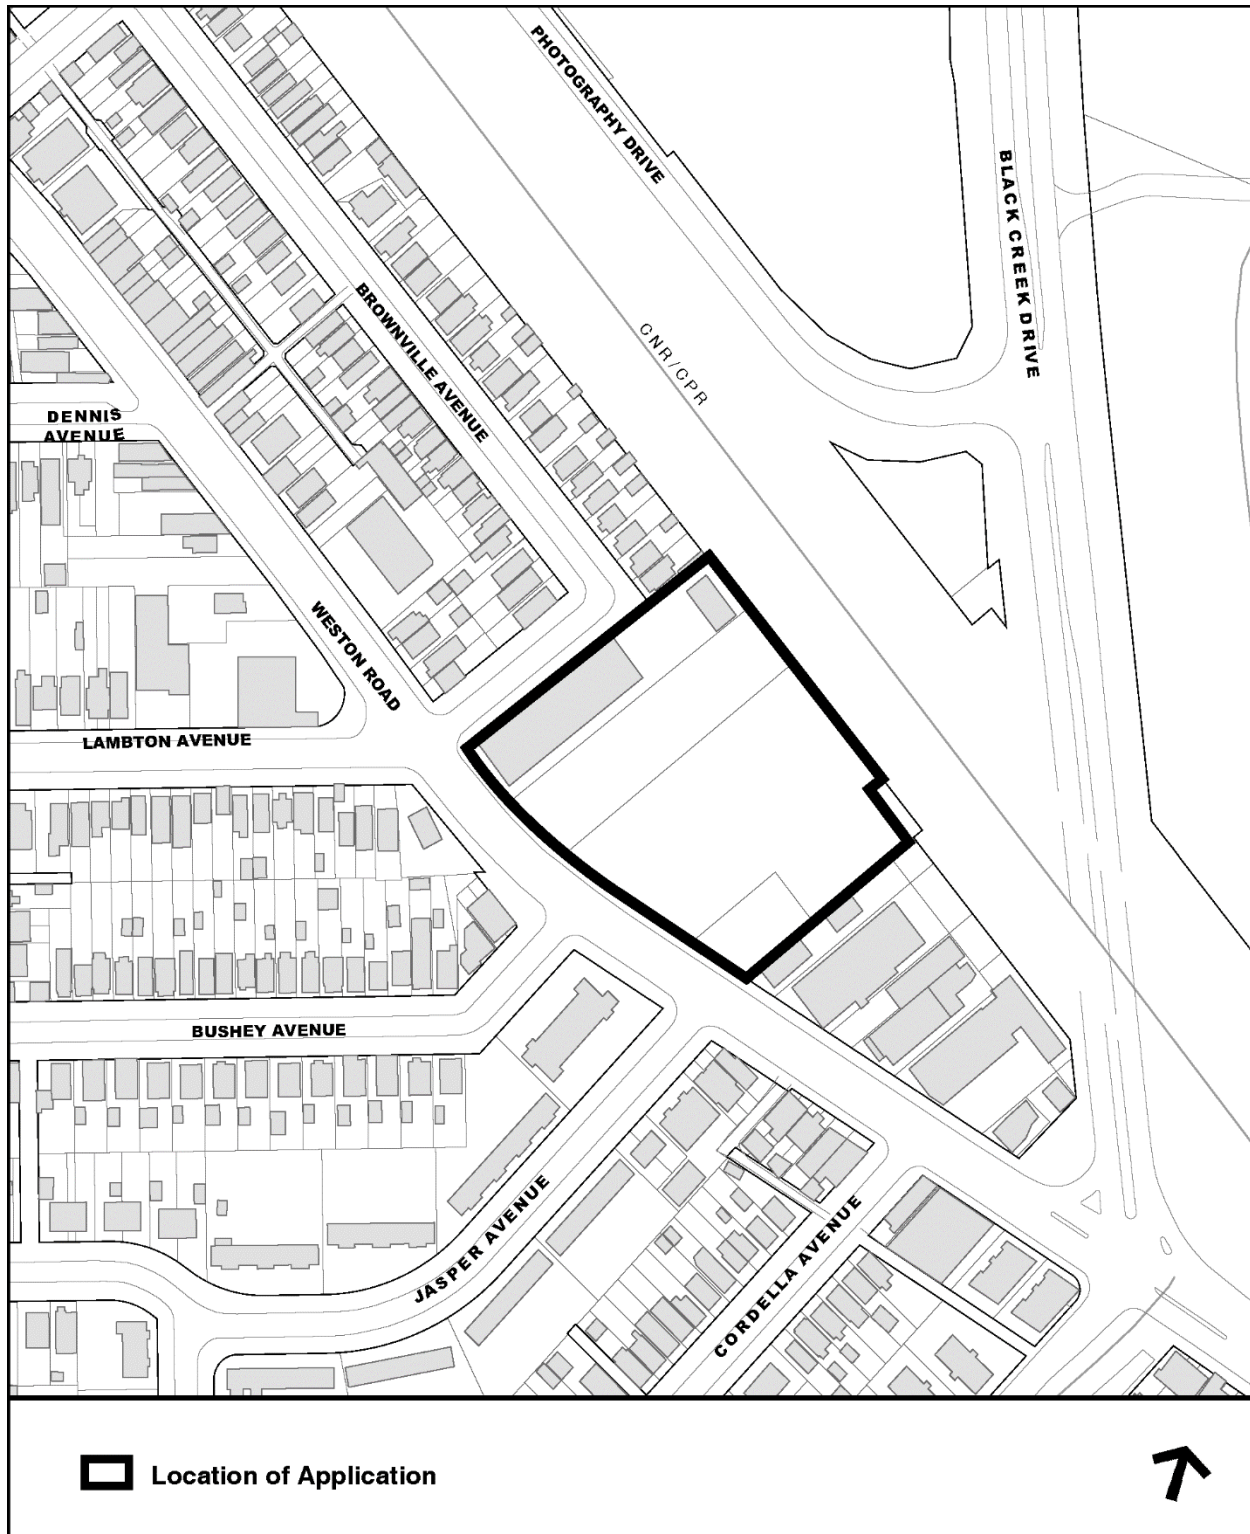 PHOTOGRAPHY DRIVE
BLACK CREEK DRIVE
BROWNVILLE AVENUE
CNR/CPR
DENNIS
AVENUE
WESTON ROAD
LAMBTON AVENUE
BUSHEY AVENUE
JASPER AVENUE
CORDELLA AVENUE
Location of Application